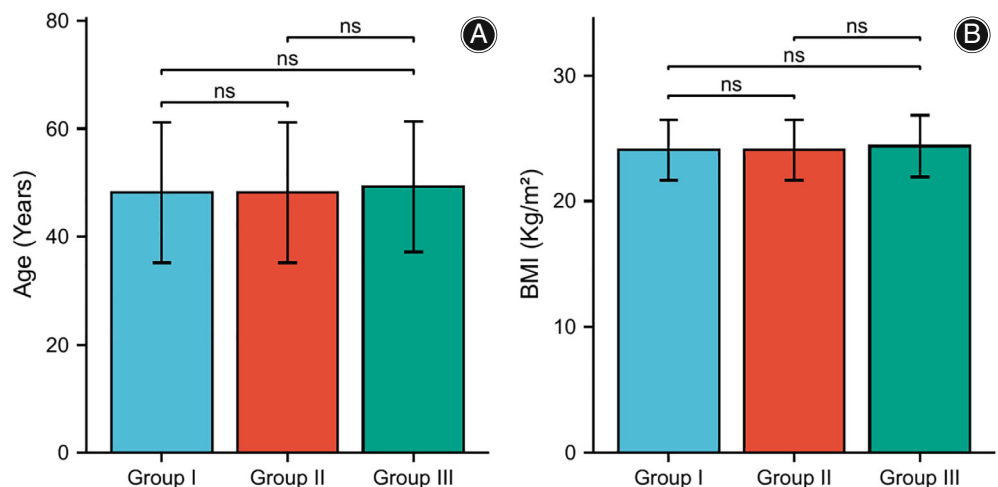 A
Age (Years)
80
60
40
20
0
ns
ns
ns
Group I
Group II
Group III
B
BMI (Kg/m²)
30
20
10
0
ns
ns
ns
Group I
Group II
Group III